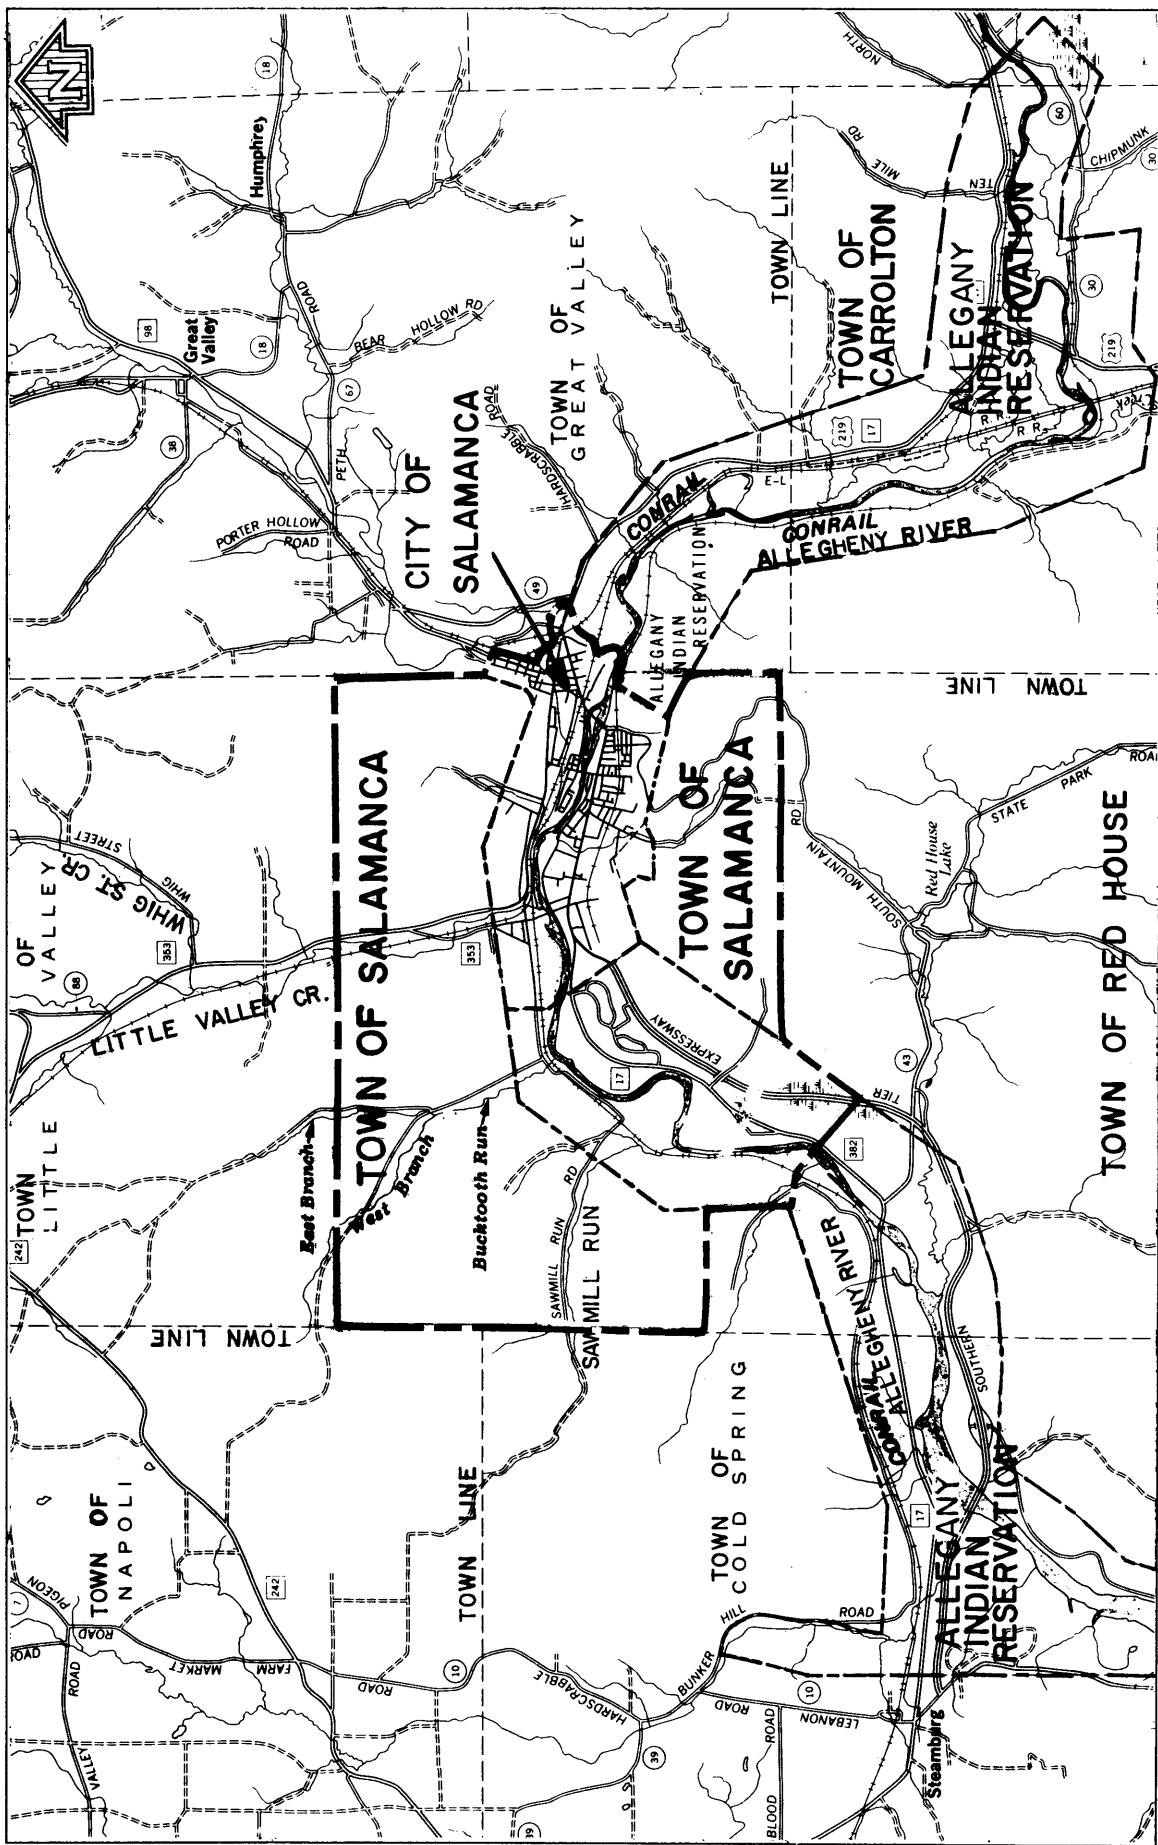 N
18
Humphrey
NORTH
60
CHIPMUNK
30
MILE
RD
TEN
TOWN LINE
TOWN OF
CARROLTON
ALLEGANY
INDIAN
RESERVATION
30
219
Creek
R. R.
R. R.
219
17
E-L
98
Great
Valley
18
ROAD
BEAR
HOLLOW RD
67
38
PETH
PORTER HOLLOW
ROAD
TOWN
OF
GREAT VALLEY
HARDSCRABBLE ROAD
CITY OF
SALAMANCA
49
CONRAIL
CONRAIL
ALLEGHENY RIVER
ALLEGANY
INDIAN
RESERVATION
TOWN LINE
OF
VALLEY
WHIG ST. CR.
WHIG
STREET
353
88
LITTLE VALLEY CR.
TOWN OF SALAMANCA
353
TOWN OF
SALAMANCA
RD
SOUTH MOUNTAIN
Red House
Lake
STATE
PARK
ROAD
TOWN OF RED HOUSE
17
EXPRESSWAY
TIER
43
382
TOWN
LITTLE
242
East Branch
West Branch
Bucktooth Run
SAWMILL RUN RD
SAWMILL RUN
TOWN LINE
ALLEGHENY RIVER
CONRAIL
SOUTHERN
TOWN OF
NAPOLI
242
TOWN LINE
TOWN
OF
COLD SPRING
17
ALLEGANY
INDIAN
RESERVATION
PIGEON
ROAD
ROAD
VALLEY
ROAD
FARM
MARKET
ROAD
10
HARDSCRABBLE
BUNKER
HILL
ROAD
39
39
10
LEBANON
ROAD
BLOOD
ROAD
Steamburg